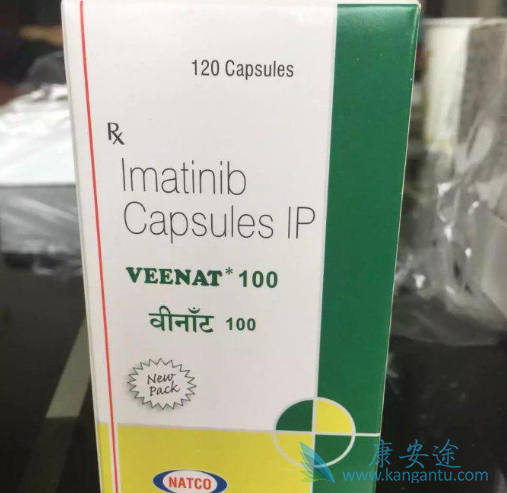 120 Capsules
Rx
Imatinib
Capsules IP
VEENAT* 100
वीनाँट 100
New
Pack
NATCO
康安途
www.kangantu.com